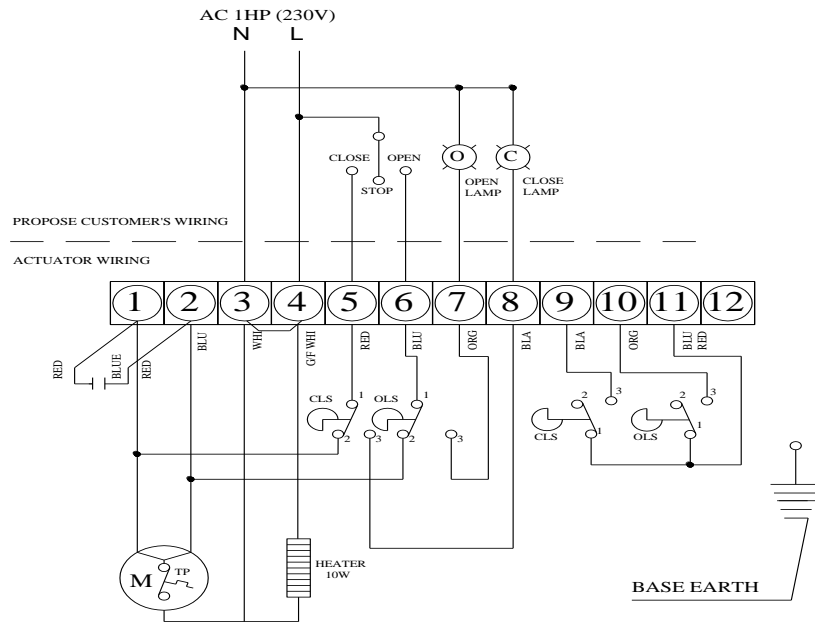 AC 1HP (230V)
N L
CLOSE OPEN
STOP
O C
OPEN LAMP
CLOSE LAMP
PROPOSE CUSTOMER'S WIRING
ACTUATOR WIRING
1 2 3 4 5 6 7 8 9 10 11 12
RED BLUE RED BLU WHI G/F WHI RED BLU ORG BLA BLA ORG BLU RED
CLS 1 2 3
OLS 1 2 3
CLS 2 1 3
OLS 2 1 3
M TP
HEATER
10W
BASE EARTH